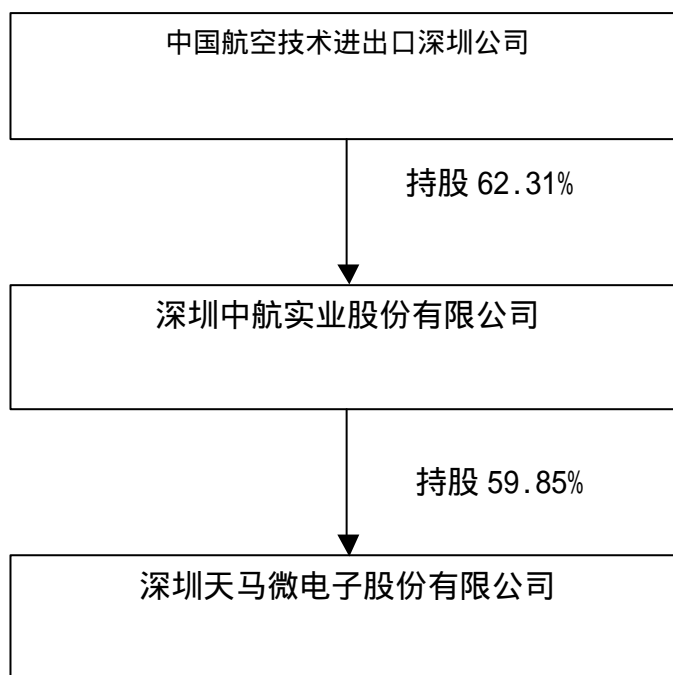 中国航空技术进出口深圳公司
持股 62.31%
深圳中航实业股份有限公司
持股 59.85%
深圳天马微电子股份有限公司